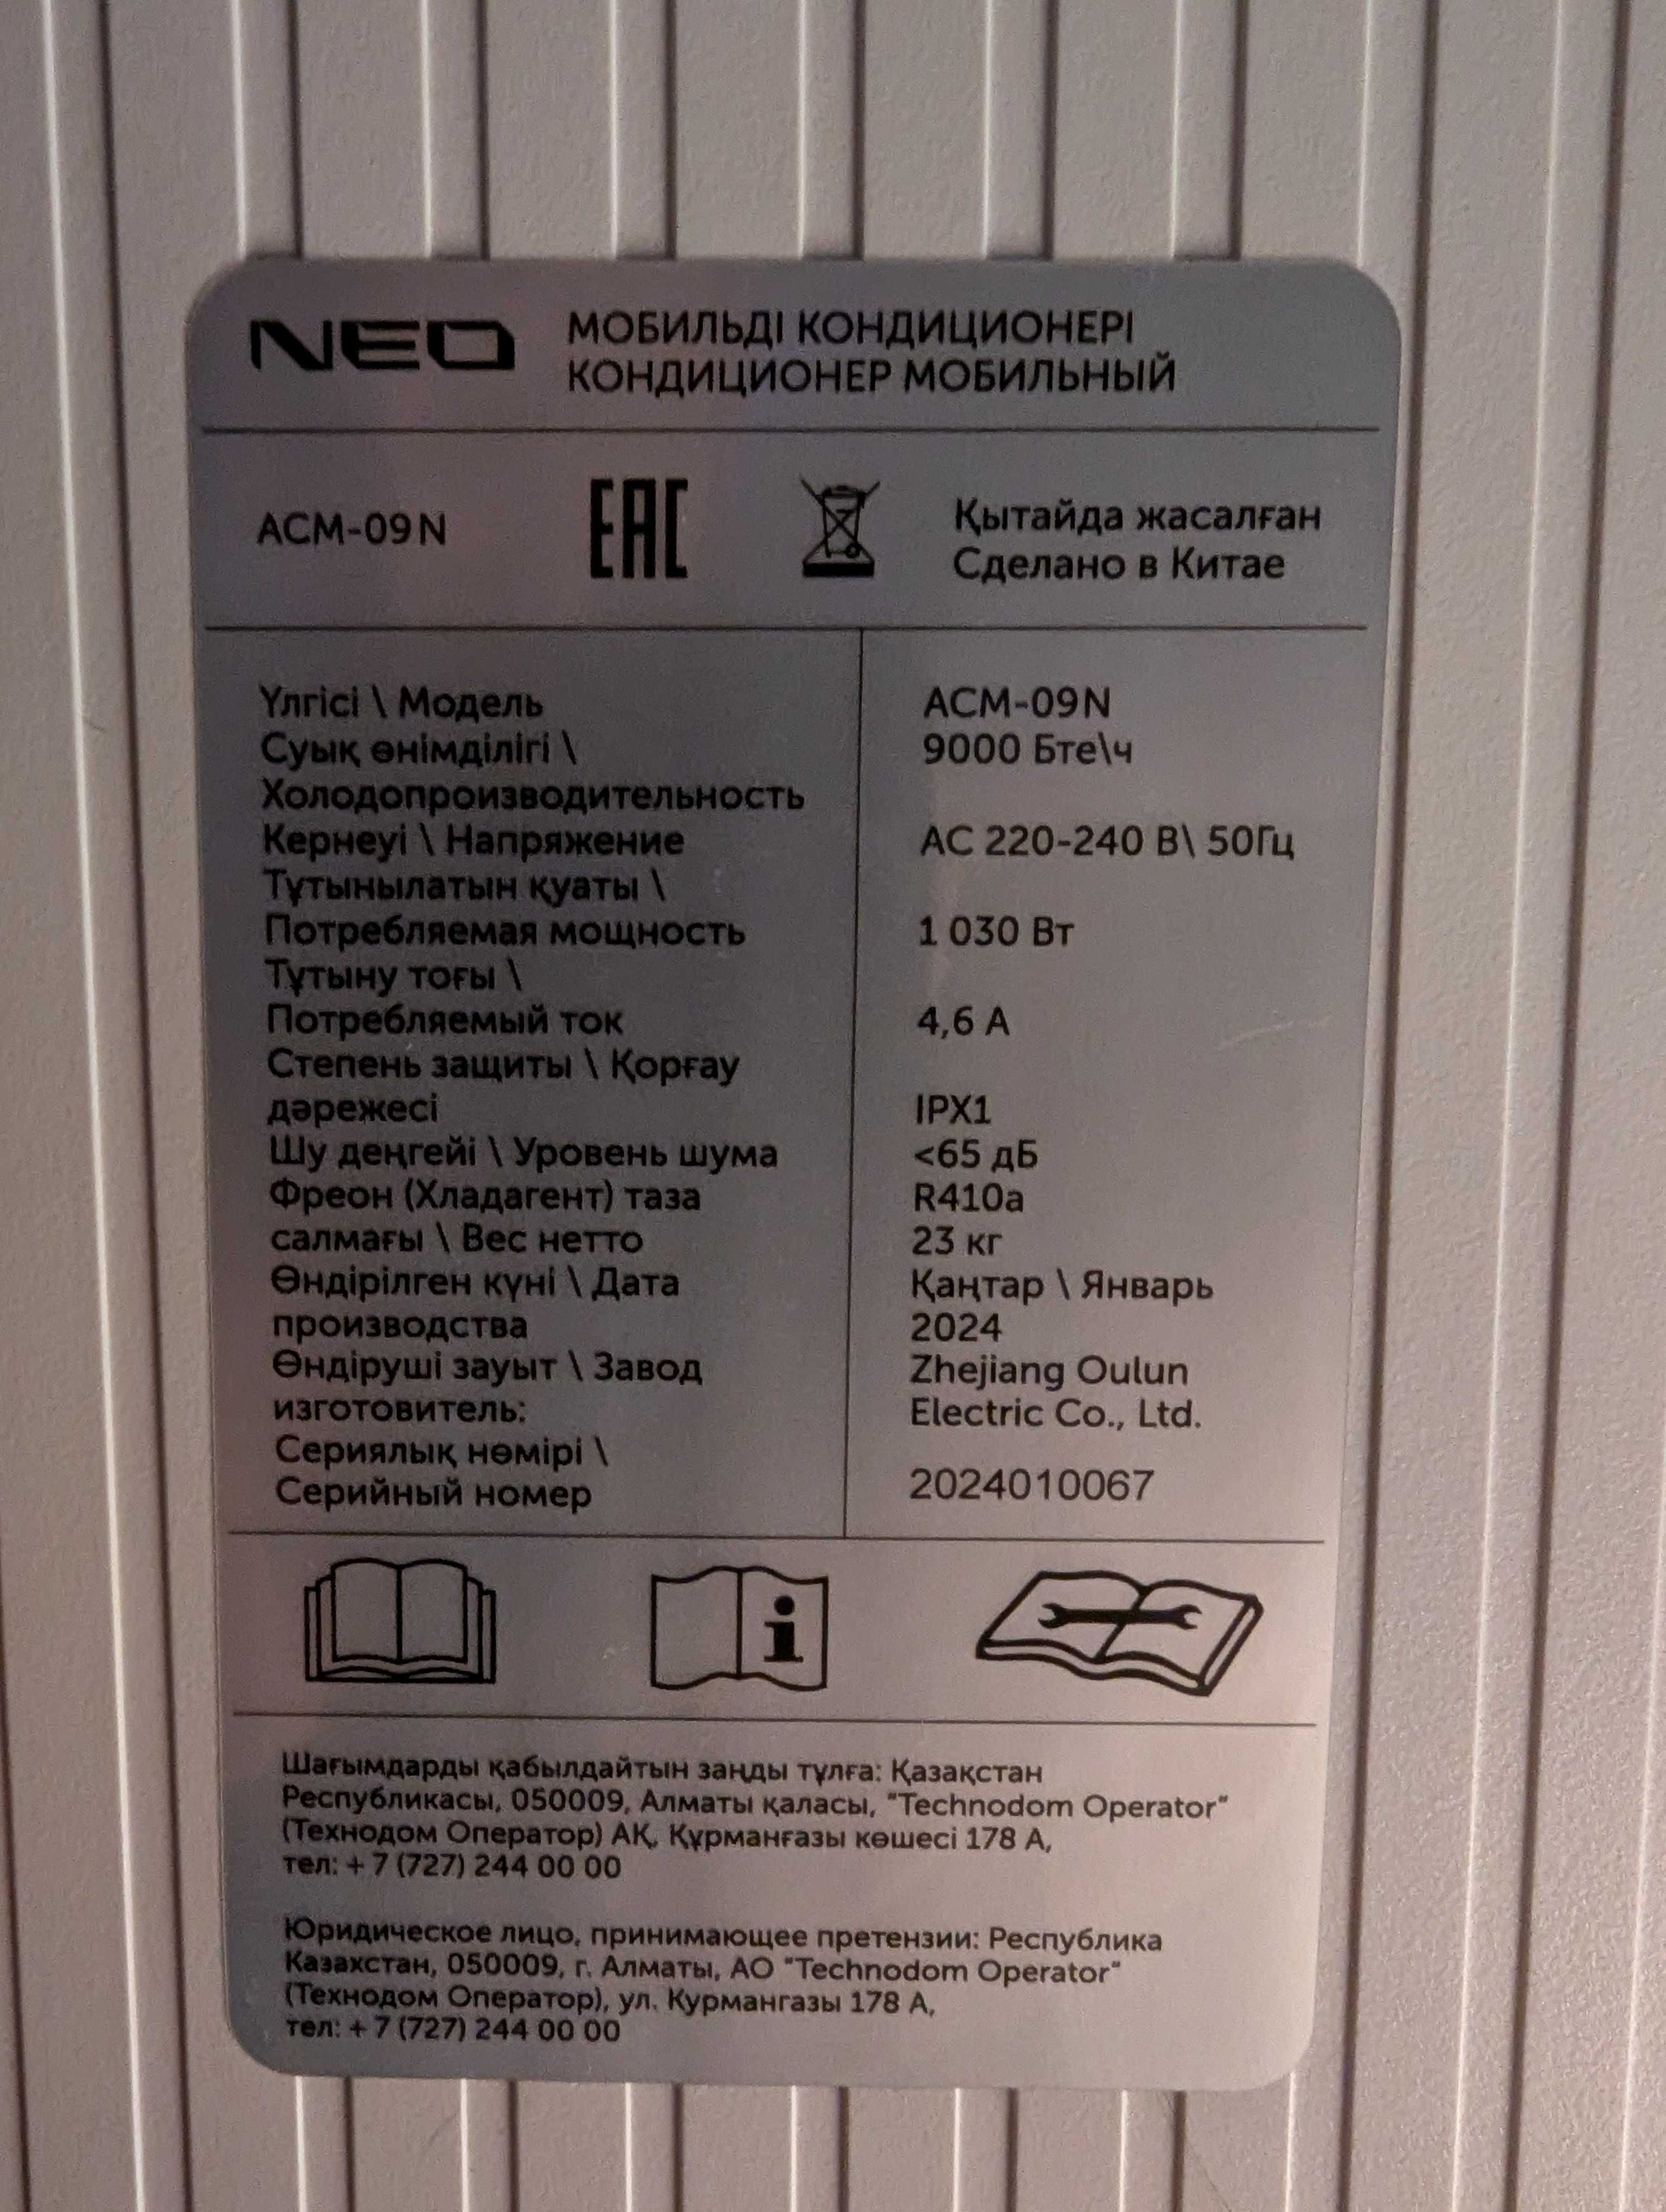 NEO
МОБИЛЬДІ КОНДИЦИОНЕРІ
КОНДИЦИОНЕР МОБИЛЬНЫЙ
ACM-09N
EAC
Қытайда жасалған
Сделано в Китае
Үлгісі \ Модель ACM-09N
Суық өнімділігі \ 9000 Бте\ч
Холодопроизводительность
Кернеуі \ Напряжение AC 220-240 В\ 50Гц
Тұтынылатын қуаты \
Потребляемая мощность 1 030 Вт
Тұтыну тоғы \
Потребляемый ток 4,6 А
Степень защиты \ Қорғау
дәрежесі IPX1
Шу деңгейі \ Уровень шума <65 дБ
Фреон (Хладагент) таза R410a
салмағы \ Вес нетто 23 кг
Өндірілген күні \ Дата Қаңтар \ Январь
производства 2024
Өндіруші зауыт \ Завод Zhejiang Oulun
изготовитель: Electric Co., Ltd.
Сериялық нөмірі \
Серийный номер 2024010067
i
Шағымдарды қабылдайтын заңды тұлға: Қазақстан
Республикасы, 050009, Алматы қаласы, "Technodom Operator"
(Технодом Оператор) АҚ, Құрманғазы көшесі 178 А,
тел: + 7 (727) 244 00 00
Юридическое лицо, принимающее претензии: Республика
Казахстан, 050009, г. Алматы, АО "Technodom Operator"
(Технодом Оператор), ул. Курмангазы 178 А,
тел: + 7 (727) 244 00 00